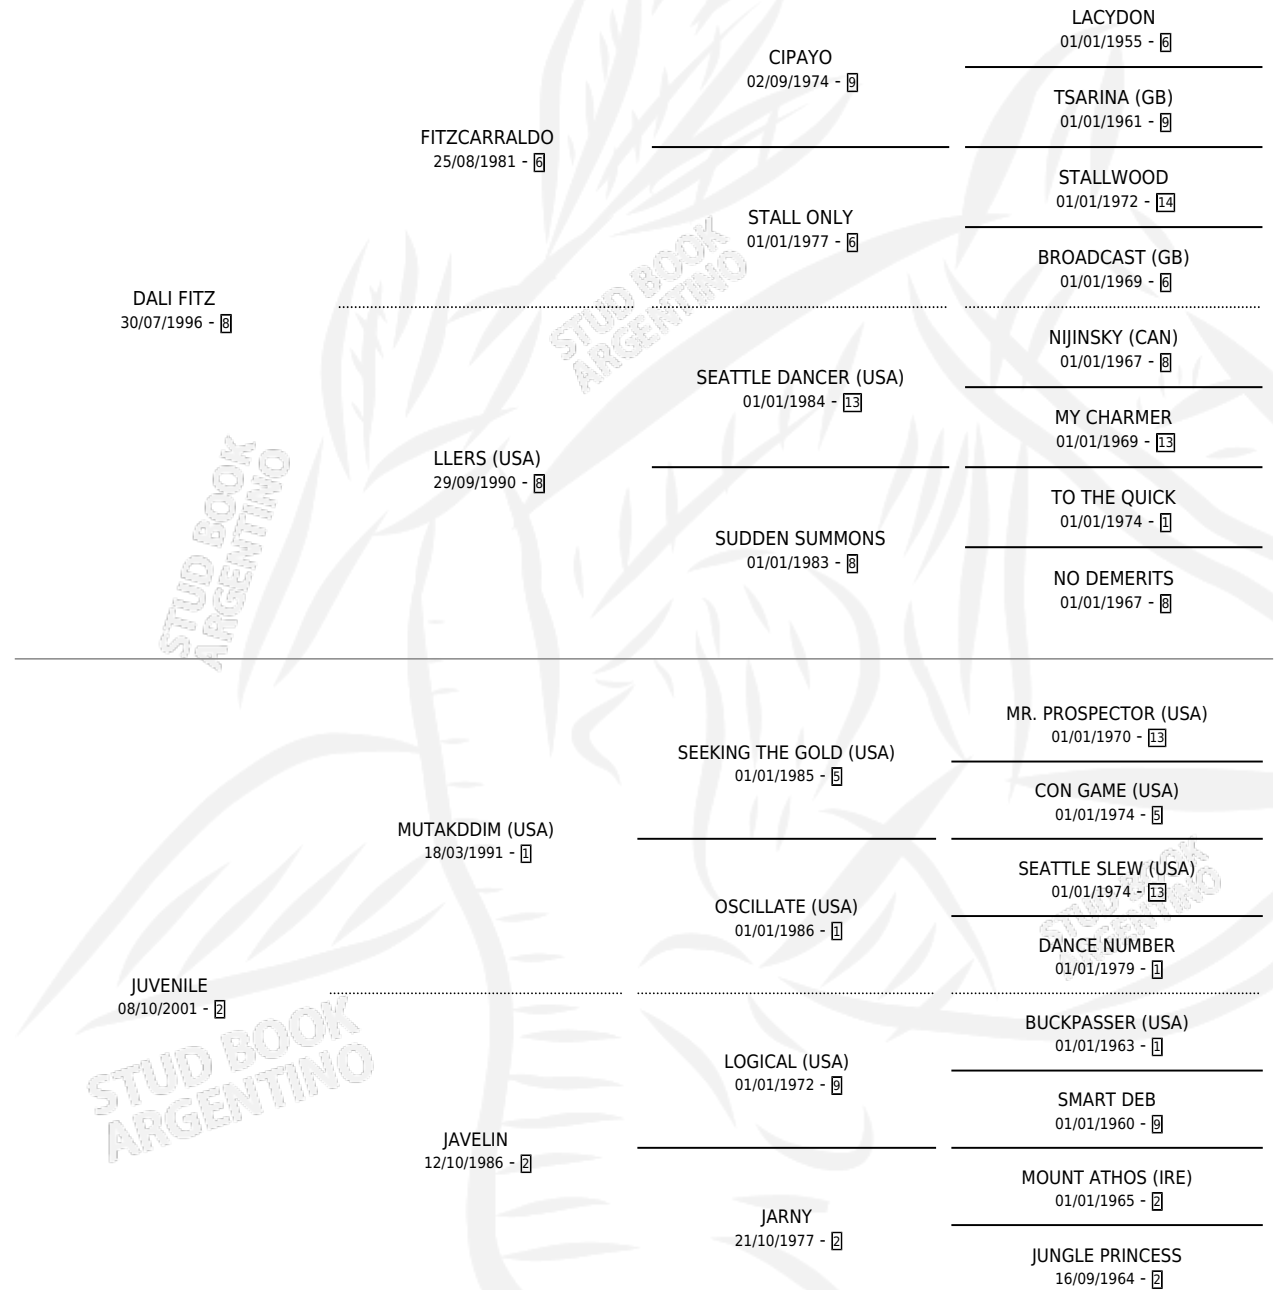 LACYDON
01/01/1955 - 6
CIPAYO
02/09/1974 - 9
TSARINA (GB)
01/01/1961 - 9
FITZCARRALDO
25/08/1981 - 6
STALLWOOD
01/01/1972 - 14
STALL ONLY
01/01/1977 - 6
BROADCAST (GB)
01/01/1969 - 6
DALI FITZ
30/07/1996 - 8
NIJINSKY (CAN)
01/01/1967 - 8
SEATTLE DANCER (USA)
01/01/1984 - 13
MY CHARMER
01/01/1969 - 13
LLERS (USA)
29/09/1990 - 8
TO THE QUICK
01/01/1974 - 1
SUDDEN SUMMONS
01/01/1983 - 8
NO DEMERITS
01/01/1967 - 8
MR. PROSPECTOR (USA)
01/01/1970 - 13
SEEKING THE GOLD (USA)
01/01/1985 - 5
CON GAME (USA)
01/01/1974 - 5
MUTAKDDIM (USA)
18/03/1991 - 1
SEATTLE SLEW (USA)
01/01/1974 - 13
OSCILLATE (USA)
01/01/1986 - 1
DANCE NUMBER
01/01/1979 - 1
JUVENILE
08/10/2001 - 2
BUCKPASSER (USA)
01/01/1963 - 1
LOGICAL (USA)
01/01/1972 - 9
SMART DEB
01/01/1960 - 9
JAVELIN
12/10/1986 - 2
MOUNT ATHOS (IRE)
01/01/1965 - 2
JARNY
21/10/1977 - 2
JUNGLE PRINCESS
16/09/1964 - 2
STUD BOOK
ARGENTINO
STUD BOOK
ARGENTINO
STUD BOOK
ARGENTINO
STUD BOOK
ARGENTINO